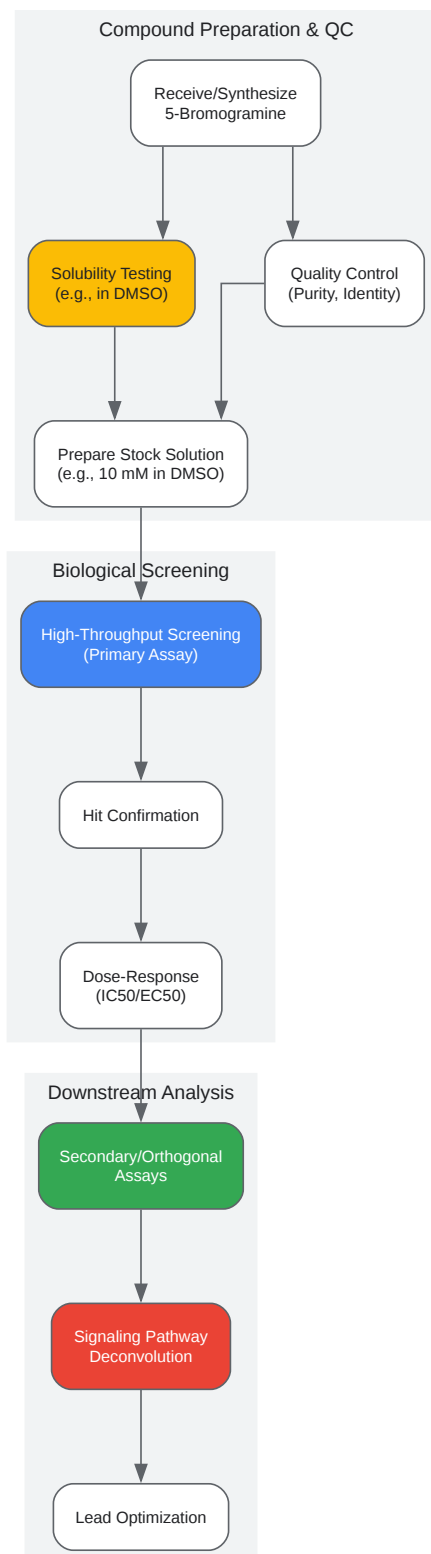 Compound Preparation & QC
Receive/Synthesize
5-Bromogramine
Solubility Testing
(e.g., in DMSO)
Quality Control
(Purity, Identity)
Prepare Stock Solution
(e.g., 10 mM in DMSO)
Biological Screening
High-Throughput Screening
(Primary Assay)
Hit Confirmation
Dose-Response
(IC50/EC50)
Downstream Analysis
Secondary/Orthogonal
Assays
Signaling Pathway
Deconvolution
Lead Optimization